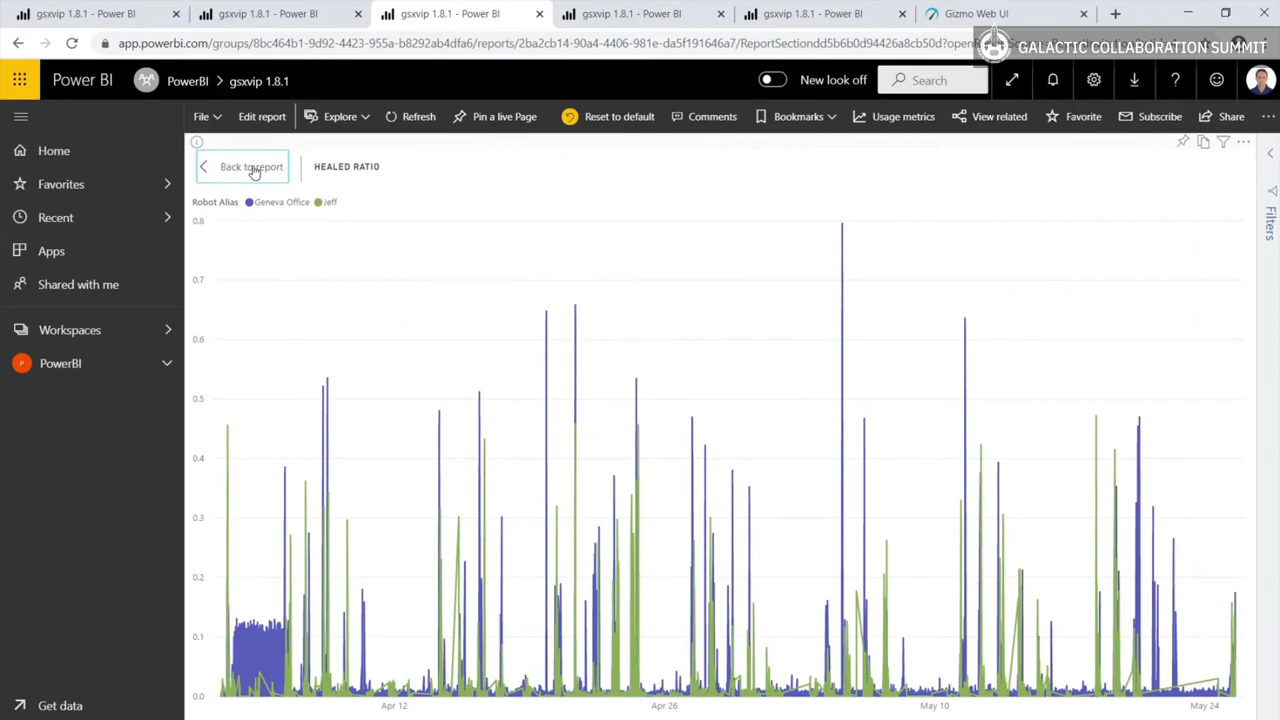 gsxvip 1.8.1 - Power BI
gsxvip 1.8.1 - Power BI
gsxvip 1.8.1 - Power BI
gsxvip 1.8.1 - Power BI
gsxvip 1.8.1 - Power BI
Gizmo Web UI
app.powerbi.com/groups/8bc464b1-9d92-4423-955a-b8292ab4dfa6/reports/2ba2cb14-90a4-4406-981e-da5f191646a7/ReportSectiondd5b6b0d94426a8cb50d?open
GALACTIC COLLABORATION SUMMIT
Power BI
PowerBI > gsxvip 1.8.1
New look off
Search
File
Edit report
Explore
Refresh
Pin a live Page
Reset to default
Comments
Bookmarks
Usage metrics
View related
Favorite
Subscribe
Share
Home
Favorites
Recent
Apps
Shared with me
Workspaces
P PowerBI
Get data
Back to report
HEALED RATIO
Robot Alias Geneva Office Jeff
0.8
0.7
0.6
0.5
0.4
0.3
0.2
0.1
0.0
Apr 12
Apr 26
May 10
May 24
Filters